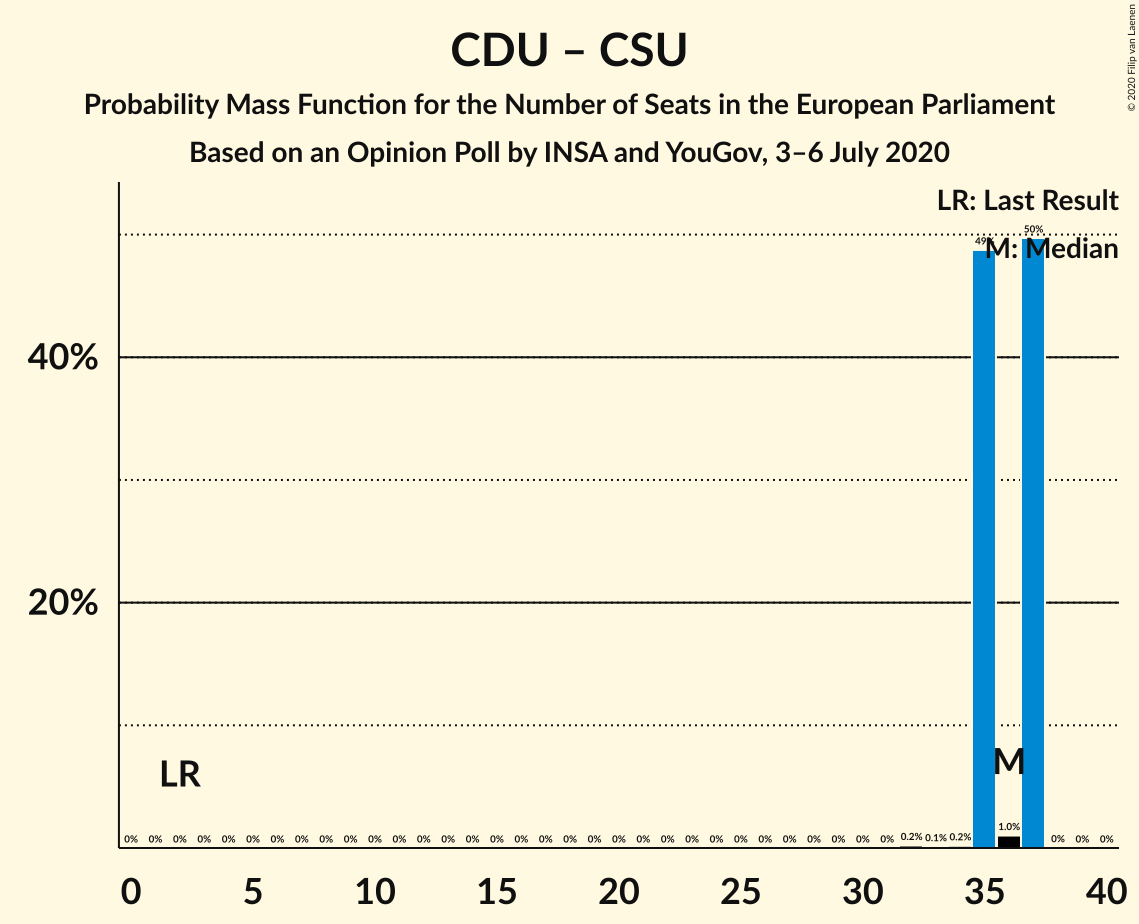 CDU – CSU
Probability Mass Function for the Number of Seats in the European Parliament
Based on an Opinion Poll by INSA and YouGov, 3–6 July 2020
© 2020 Filip van Laenen
LR: Last Result
M: Median
50%
49%
40%
20%
LR
M
0% 0% 0% 0% 0% 0% 0% 0% 0% 0% 0% 0% 0% 0% 0% 0% 0% 0% 0% 0% 0% 0% 0% 0% 0% 0% 0% 0% 0% 0% 0% 0% 0.2% 0.1% 0.2% 1.0% 0% 0% 0%
0 5 10 15 20 25 30 35 40